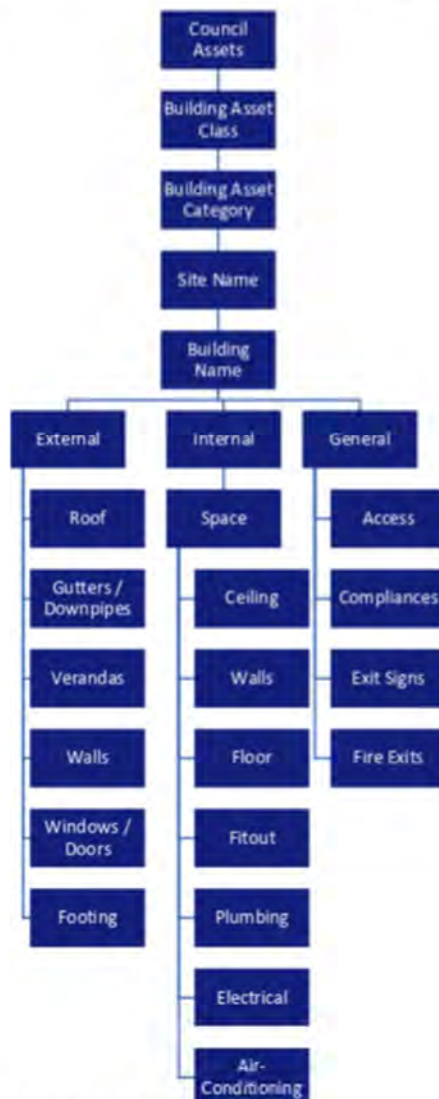 Council
Assets
Building Asset
Class
Building Asset
Category
Site Name
Building
Name
External
Internal
General
Roof
Space
Access
Gutters /
Downpipes
Ceiling
Compliances
Verandas
Walls
Exit Signs
Walls
Floor
Fire Exits
Windows /
Doors
Fitout
Footing
Plumbing
Electrical
Air-
Conditioning